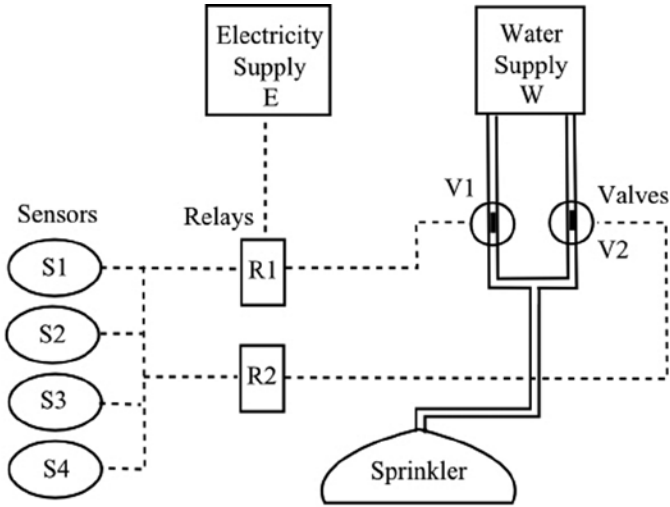 Electricity
Supply
E
Water
Supply
W
V1
Valves
V2
Sensors
Relays
S1
R1
S2
S3
R2
S4
Sprinkler